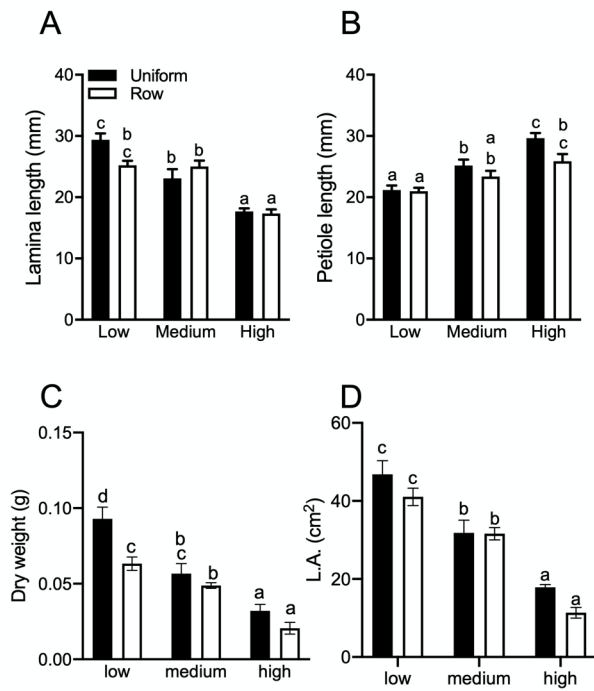 A
B
Uniform
Row
Lamina length (mm)
40
30
20
10
0
c
b
c
b
b
a
a
Low
Medium
High
Petiole length (mm)
40
30
20
10
0
a
a
b
a
b
c
b
c
Low
Medium
High
C
D
Dry weight (g)
0.15
0.10
0.05
0.00
d
c
b
c
b
a
a
low
medium
high
L.A. (cm²)
60
40
20
0
c
c
b
b
a
a
low
medium
high